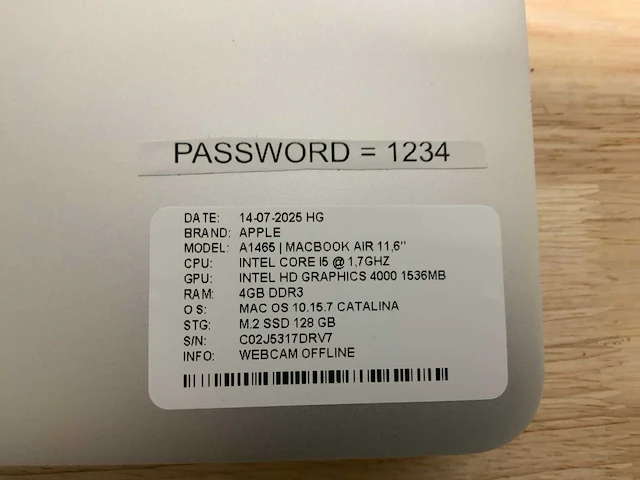 PASSWORD = 1234
DATE: 14-07-2025 HG
BRAND: APPLE
MODEL: A1465 | MACBOOK AIR 11,6"
CPU: INTEL CORE I5 @ 1,7GHZ
GPU: INTEL HD GRAPHICS 4000 1536MB
RAM: 4GB DDR3
OS: MAC OS 10.15.7 CATALINA
STG: M.2 SSD 128 GB
S/N: C02J5317DRV7
INFO: WEBCAM OFFLINE